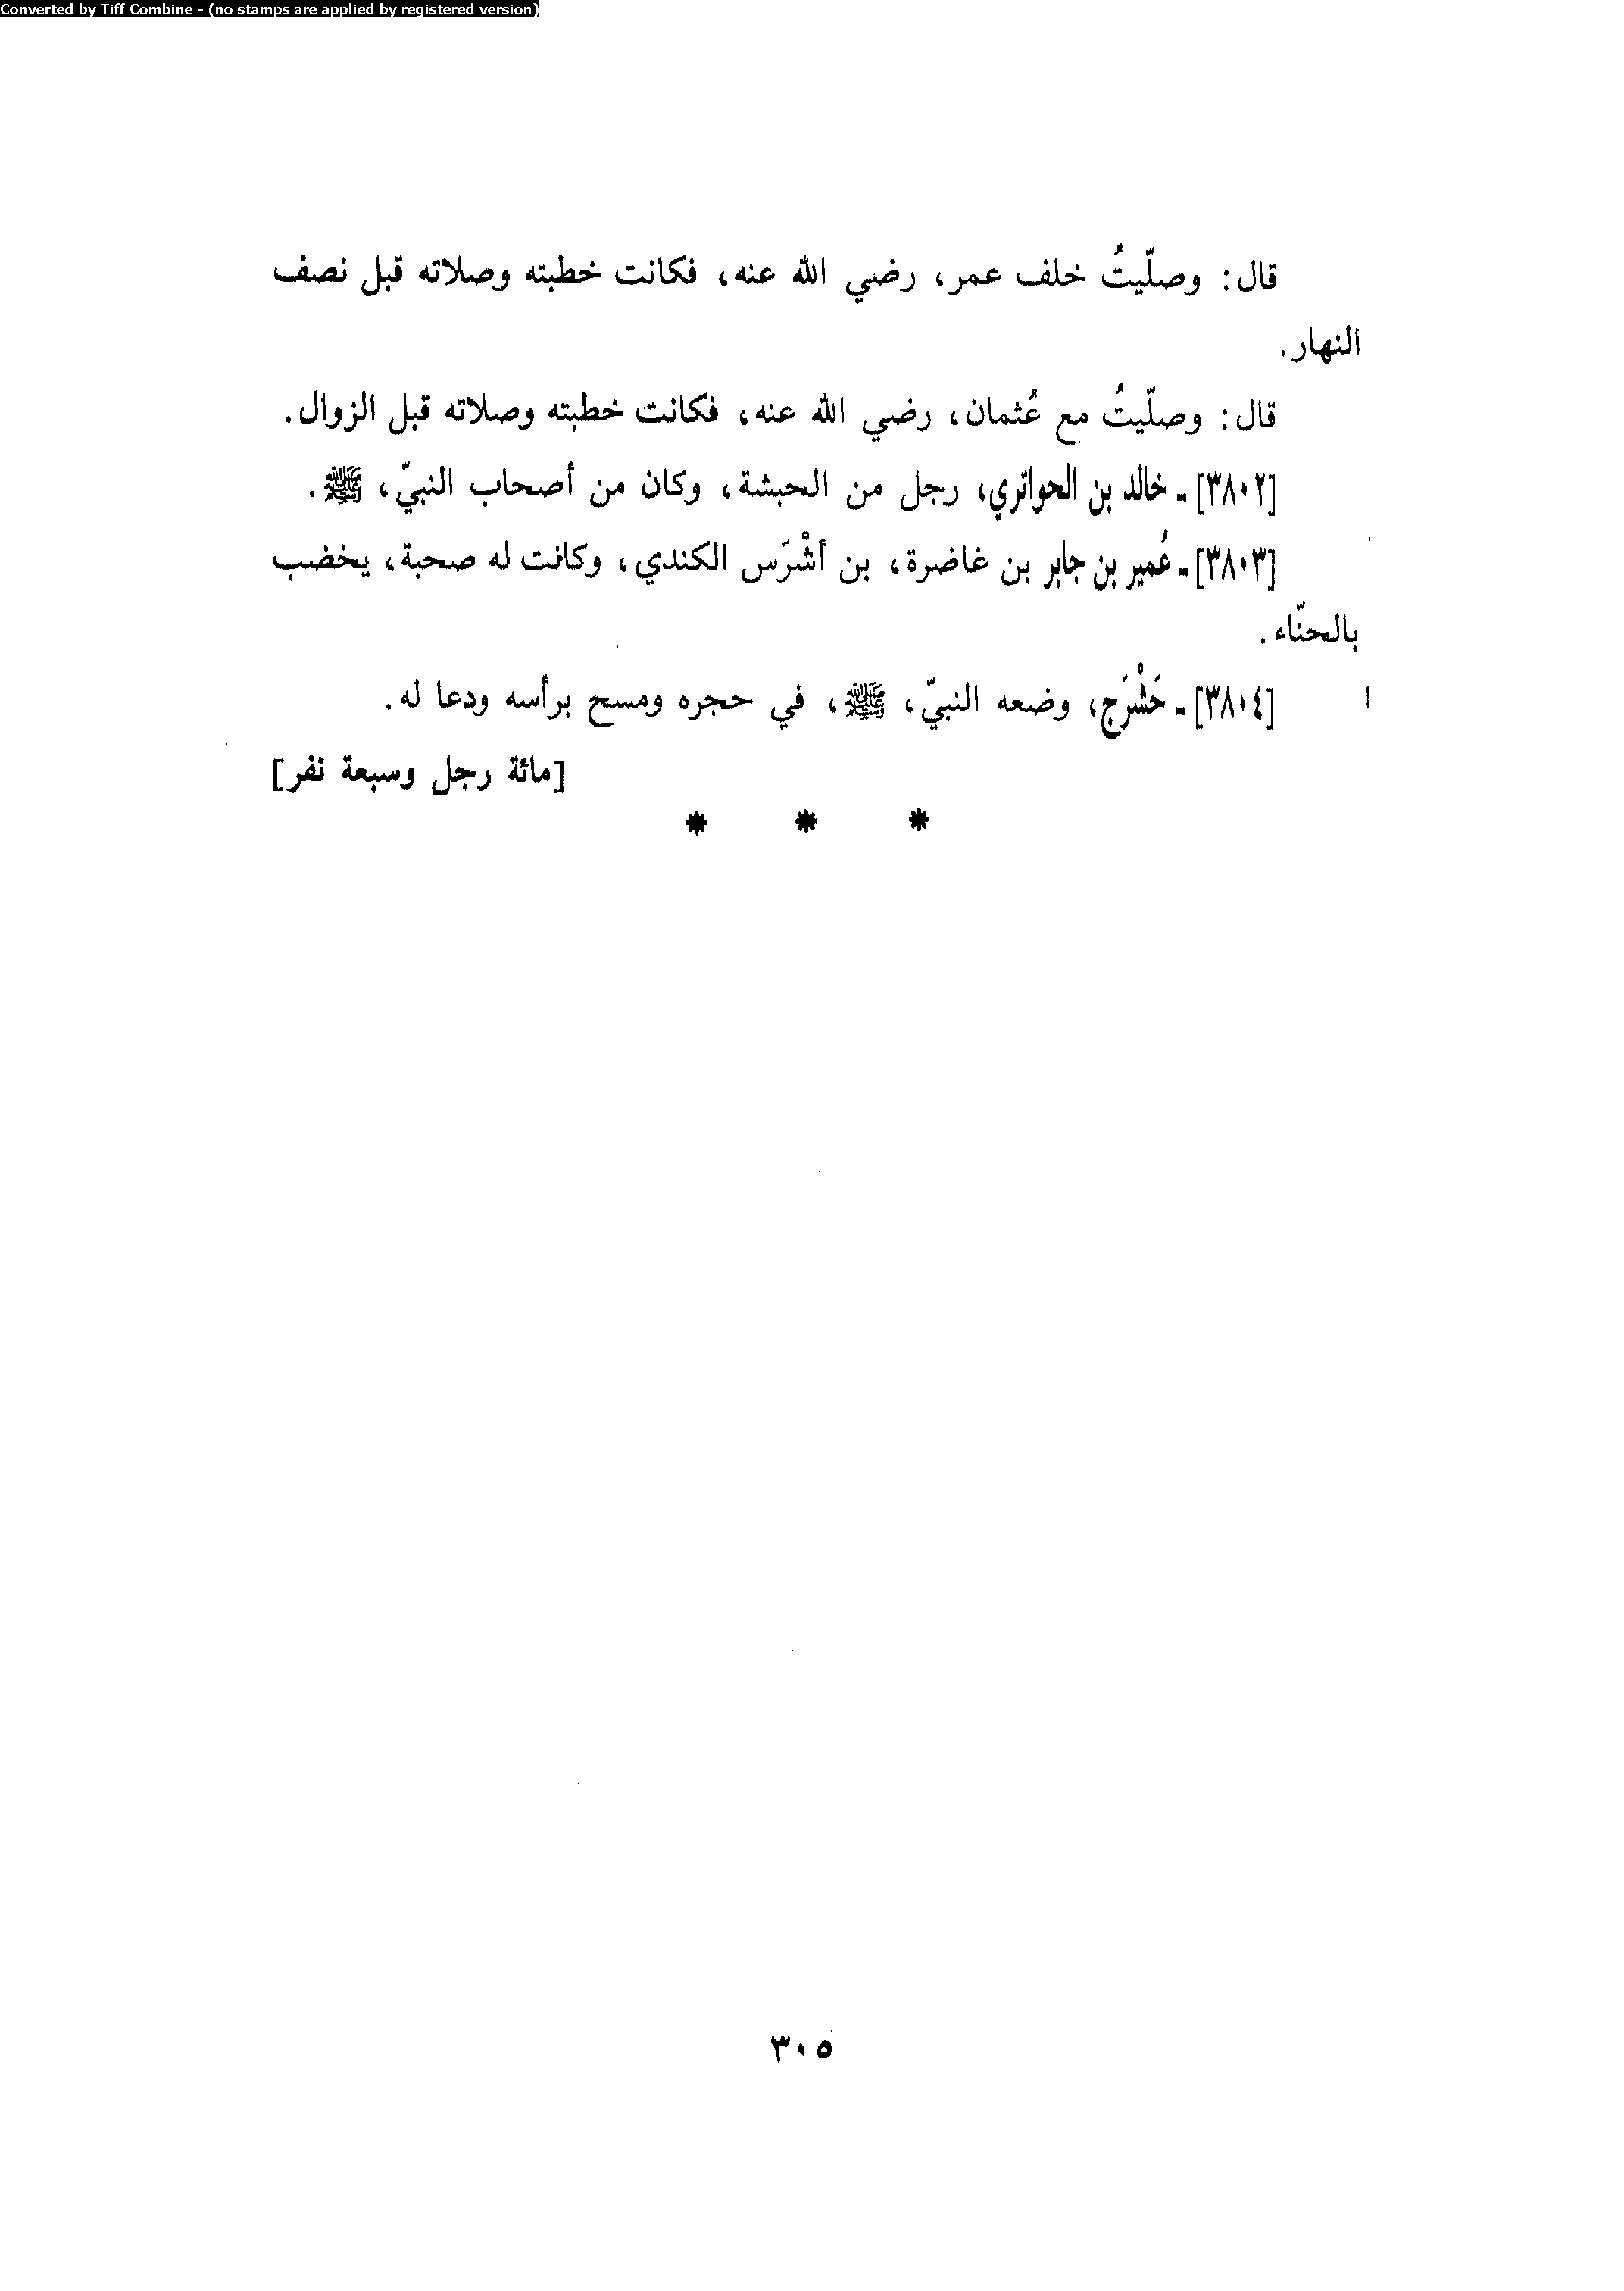 Converted by Tiff Combine - (no stamps are applied by registered version)
قال: وصلّيتُ خلف عمر، رضي الله عنه، فكانت خطبته وصلاته قبل نصف
النهار.
قال: وصلّيتُ مع عُثمان، رضي الله عنه، فكانت خطبته وصلاته قبل الزوال.
[٣٨٠٢] - خالد بن الحواتري، رجل من الحبشة، وكان من أصحاب النبيّ، ﷺ.
[٣٨٠٣] - عُمير بن جابر بن غاضرة، بن أشْرَس الكندي، وكانت له صحبة، يخضب
بالحنّاء.
[٣٨٠٤] - حَشْرَج، وضعه النبيّ، ﷺ، في حجره ومسح برأسه ودعا له.
[مائة رجل وسبعة نفر]
* * *
٣٠٥